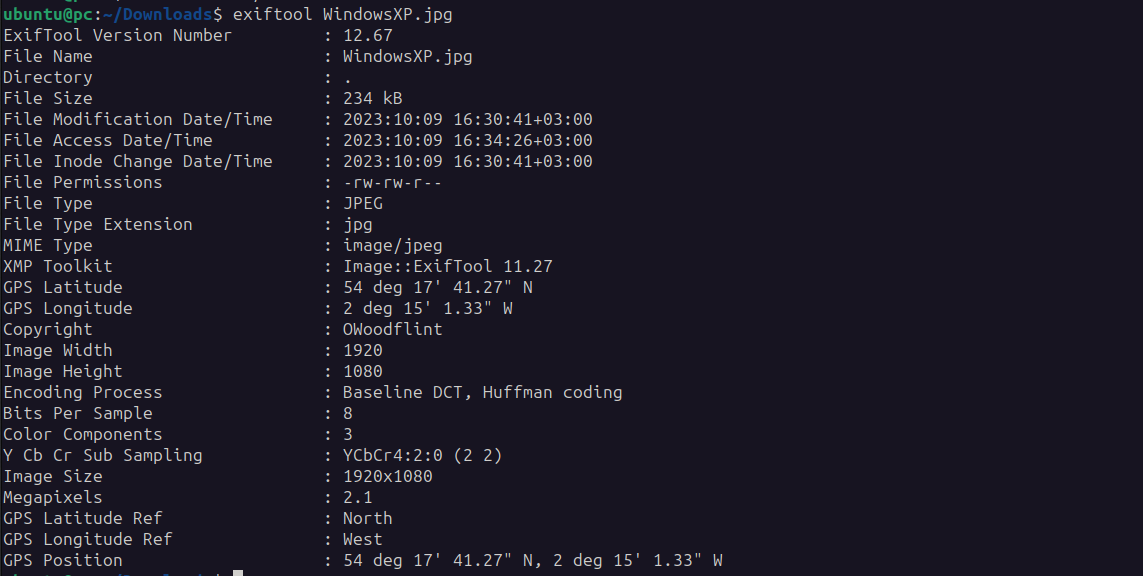 ubuntu@pc:~/Downloads$ exiftool WindowsXP.jpg
ExifTool Version Number : 12.67
File Name : WindowsXP.jpg
Directory : .
File Size : 234 kB
File Modification Date/Time : 2023:10:09 16:30:41+03:00
File Access Date/Time : 2023:10:09 16:34:26+03:00
File Inode Change Date/Time : 2023:10:09 16:30:41+03:00
File Permissions : -rw-rw-r--
File Type : JPEG
File Type Extension : jpg
MIME Type : image/jpeg
XMP Toolkit : Image::ExifTool 11.27
GPS Latitude : 54 deg 17' 41.27" N
GPS Longitude : 2 deg 15' 1.33" W
Copyright : OWoodflint
Image Width : 1920
Image Height : 1080
Encoding Process : Baseline DCT, Huffman coding
Bits Per Sample : 8
Color Components : 3
Y Cb Cr Sub Sampling : YCbCr4:2:0 (2 2)
Image Size : 1920x1080
Megapixels : 2.1
GPS Latitude Ref : North
GPS Longitude Ref : West
GPS Position : 54 deg 17' 41.27" N, 2 deg 15' 1.33" W